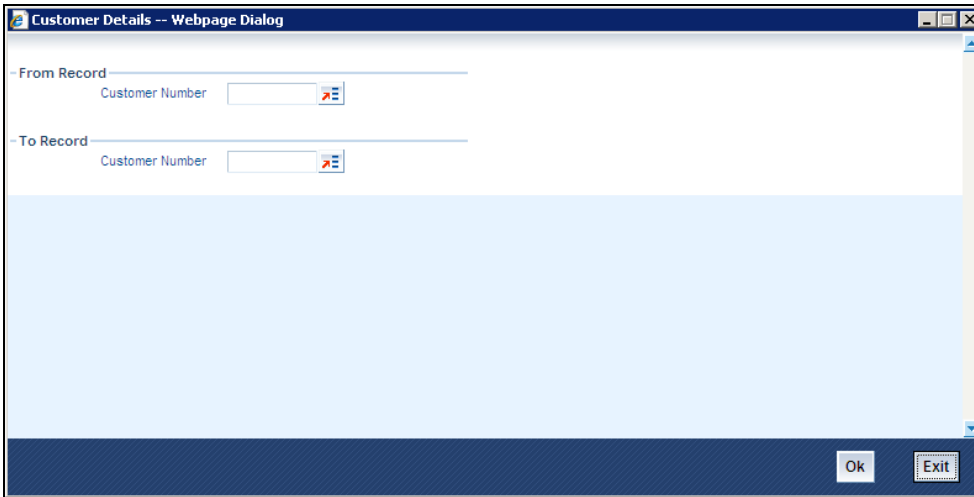 Customer Details -- Webpage Dialog
From Record
Customer Number
To Record
Customer Number
Ok Exit